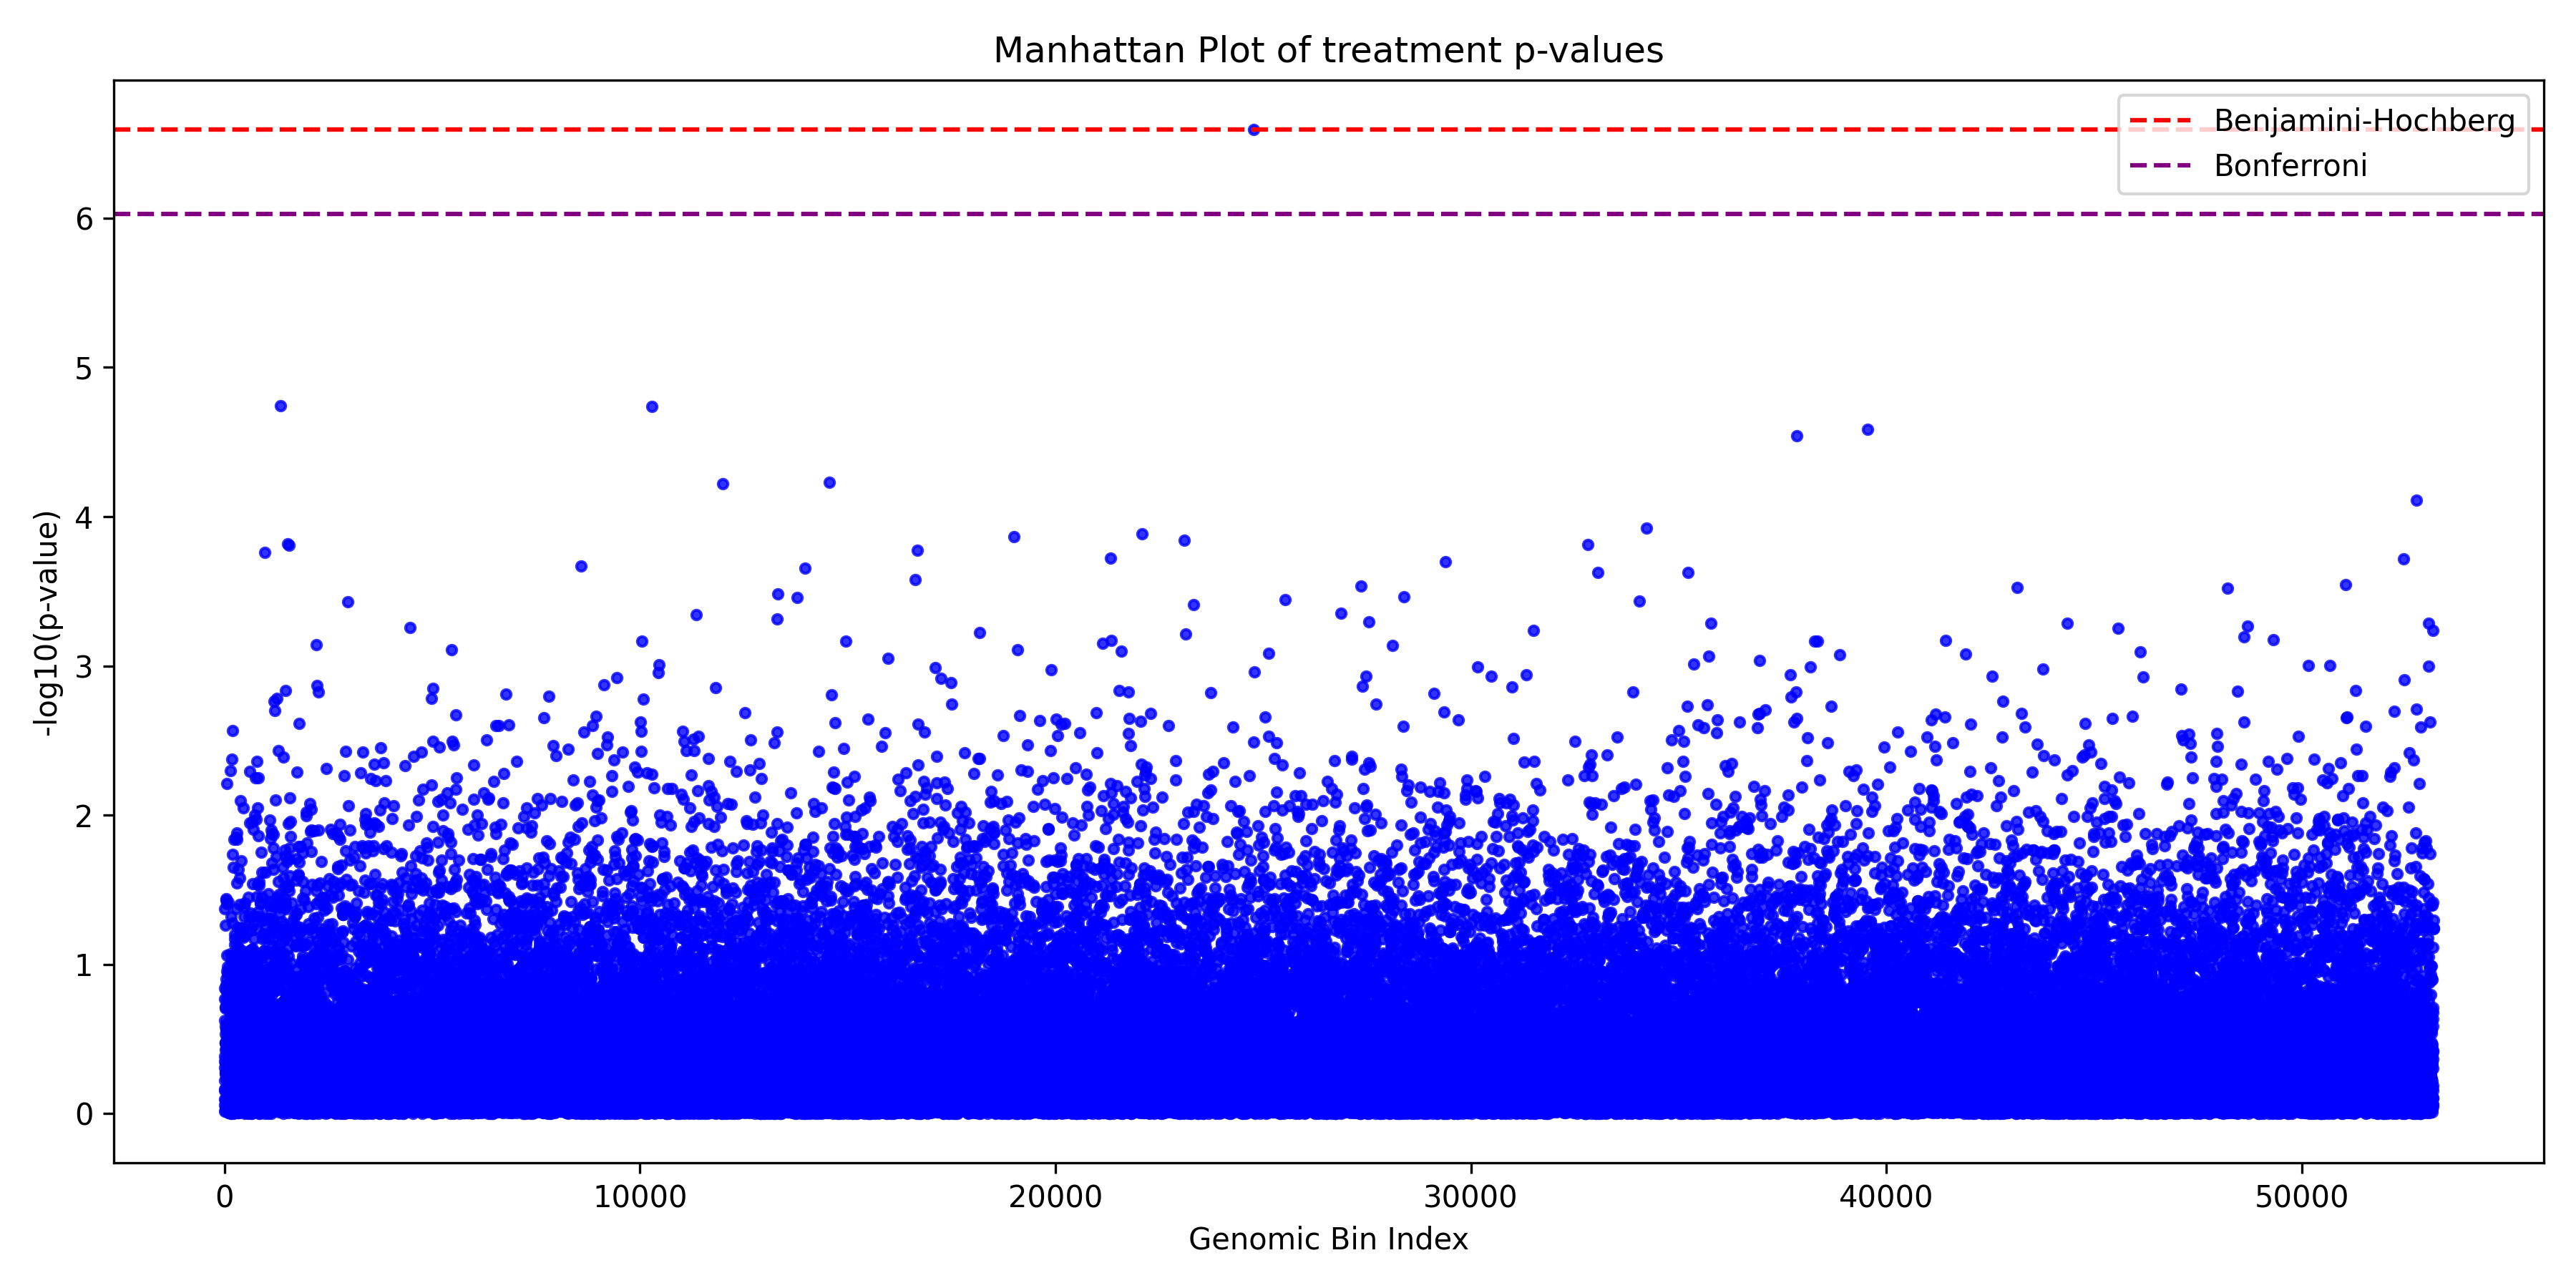 Manhattan Plot of treatment p-values
Benjamini-Hochberg
Bonferroni
-log10(p-value)
6
5
4
3
2
1
0
0 10000 20000 30000 40000 50000
Genomic Bin Index